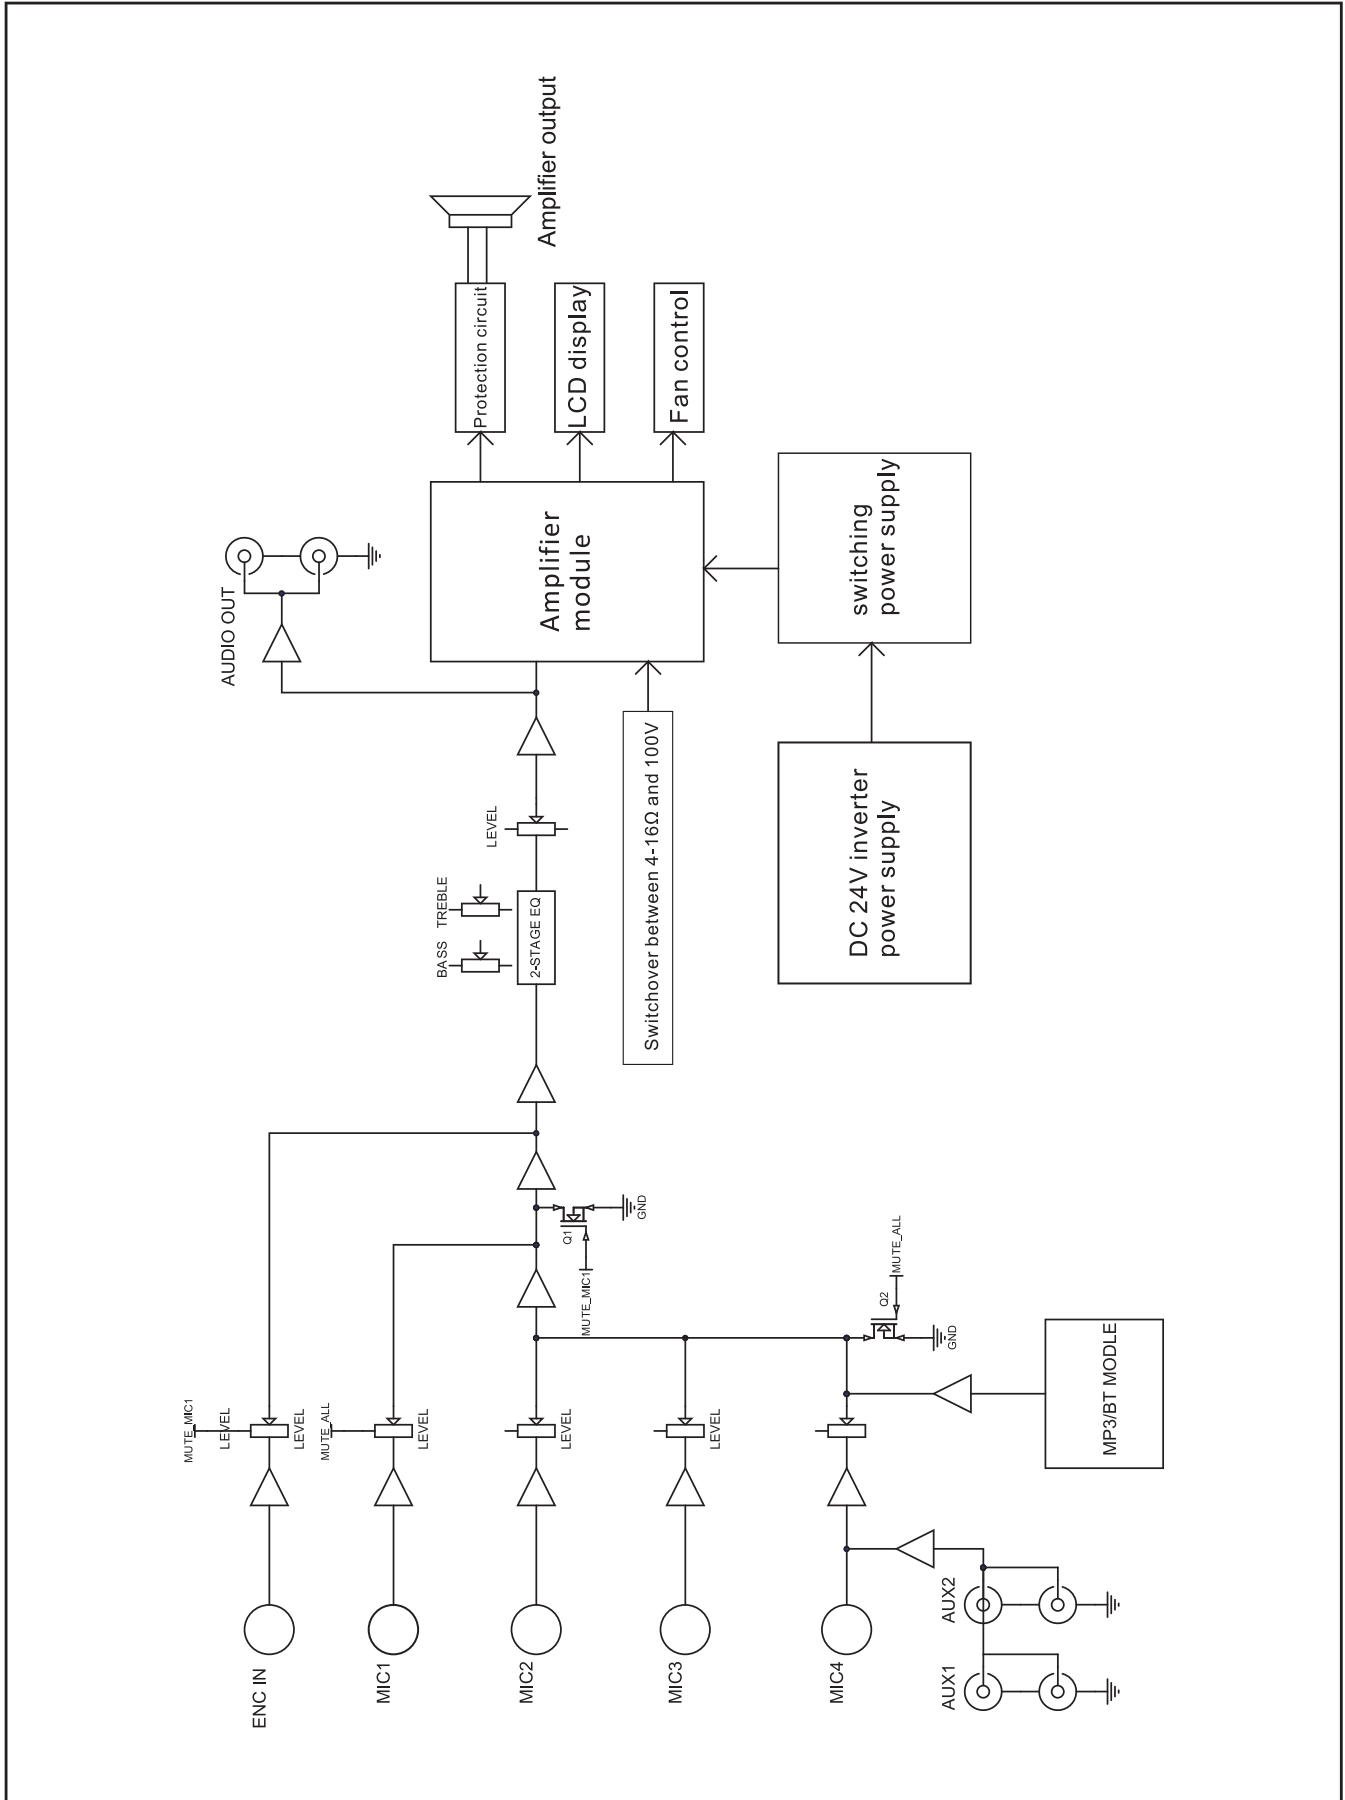 ENC IN
MIC1
MIC2
MIC3
MIC4
AUX1
AUX2
MUTE_MIC1
LEVEL
LEVEL
MUTE_ALL
LEVEL
LEVEL
LEVEL
MP3/BT MODLE
Q2
MUTE_ALL
GND
Q1
MUTE_MIC1
GND
BASS
TREBLE
2-STAGE EQ
LEVEL
AUDIO OUT
Switchover between 4-16Ω and 100V
DC 24V inverter
power supply
switching
power supply
Amplifier
module
Protection circuit
LCD display
Fan control
Amplifier output